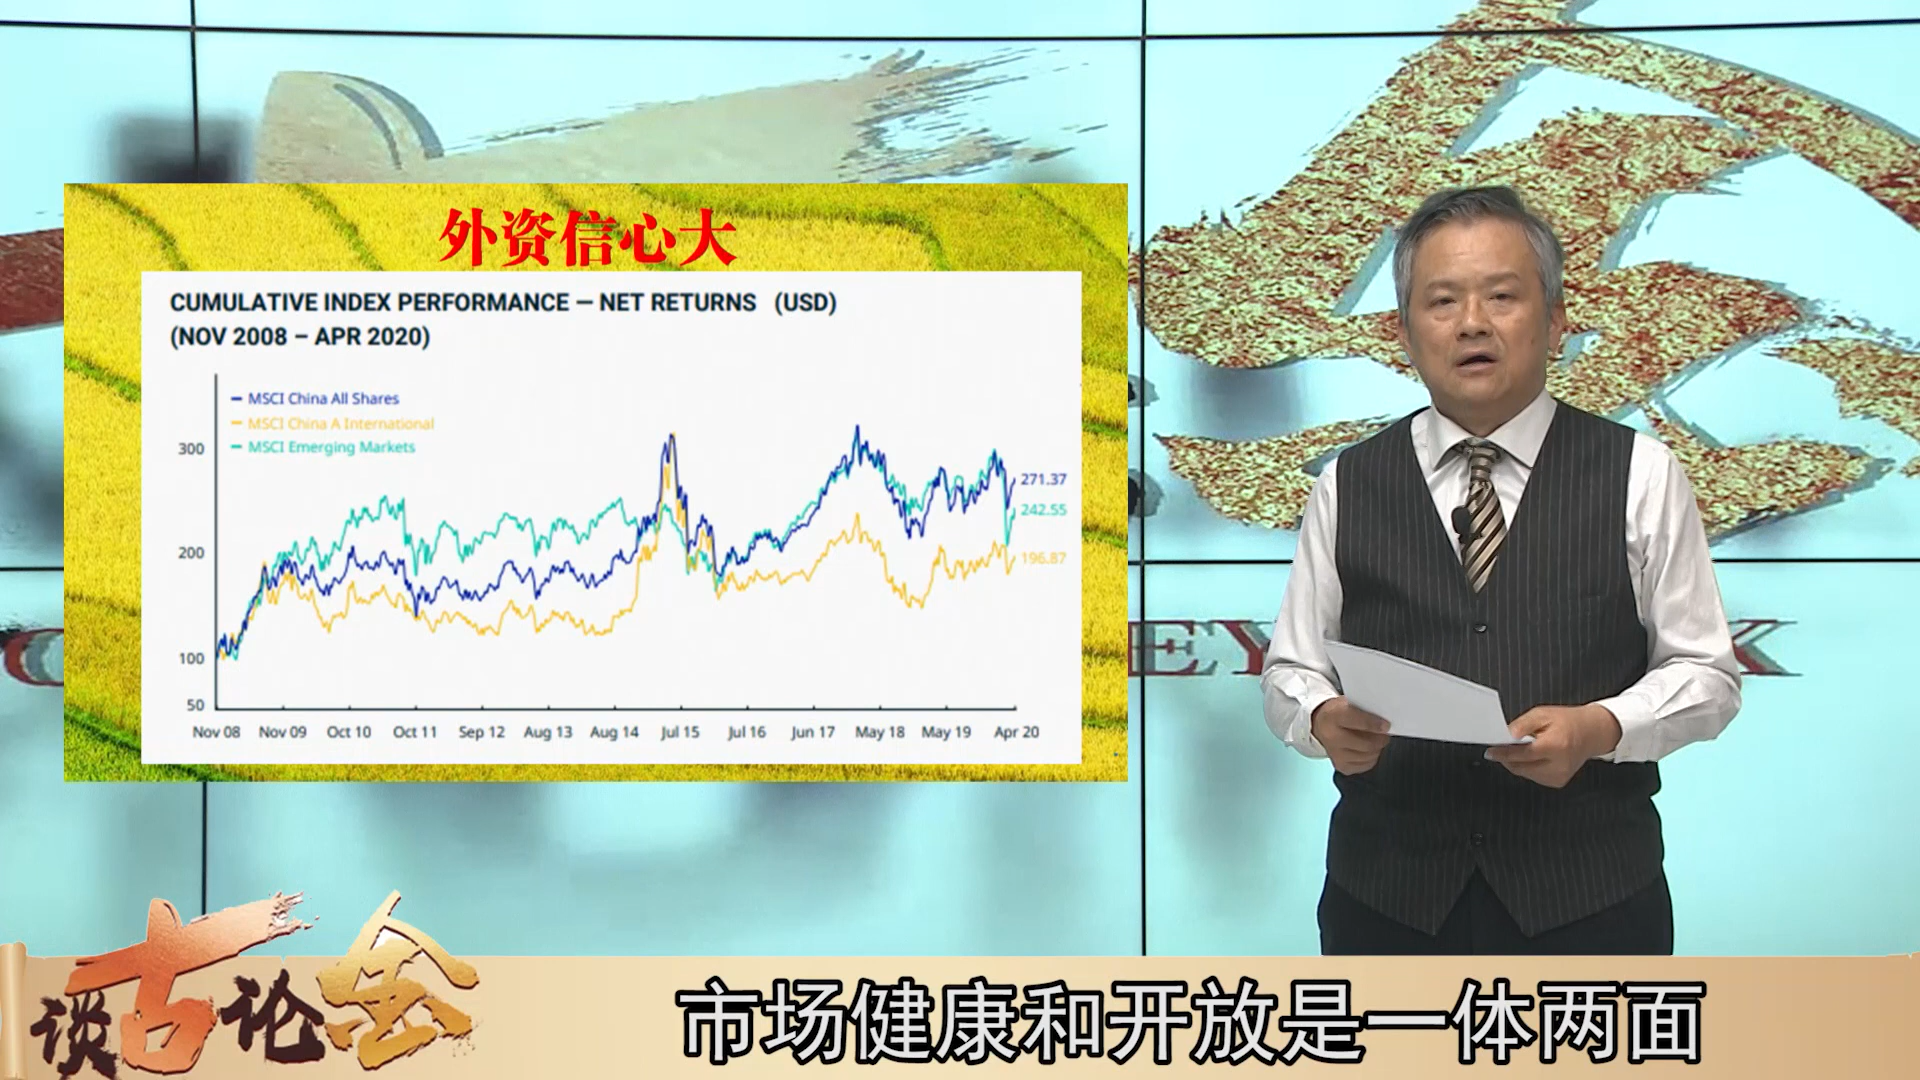 外资信心大
CUMULATIVE INDEX PERFORMANCE — NET RETURNS (USD)
(NOV 2008 – APR 2020)
MSCI China All Shares
MSCI China A International
MSCI Emerging Markets
300
200
100
50
271.37
242.55
196.87
Nov 08 Nov 09 Oct 10 Oct 11 Sep 12 Aug 13 Aug 14 Jul 15 Jul 16 Jun 17 May 18 May 19 Apr 20
谈古论金
市场健康和开放是一体两面